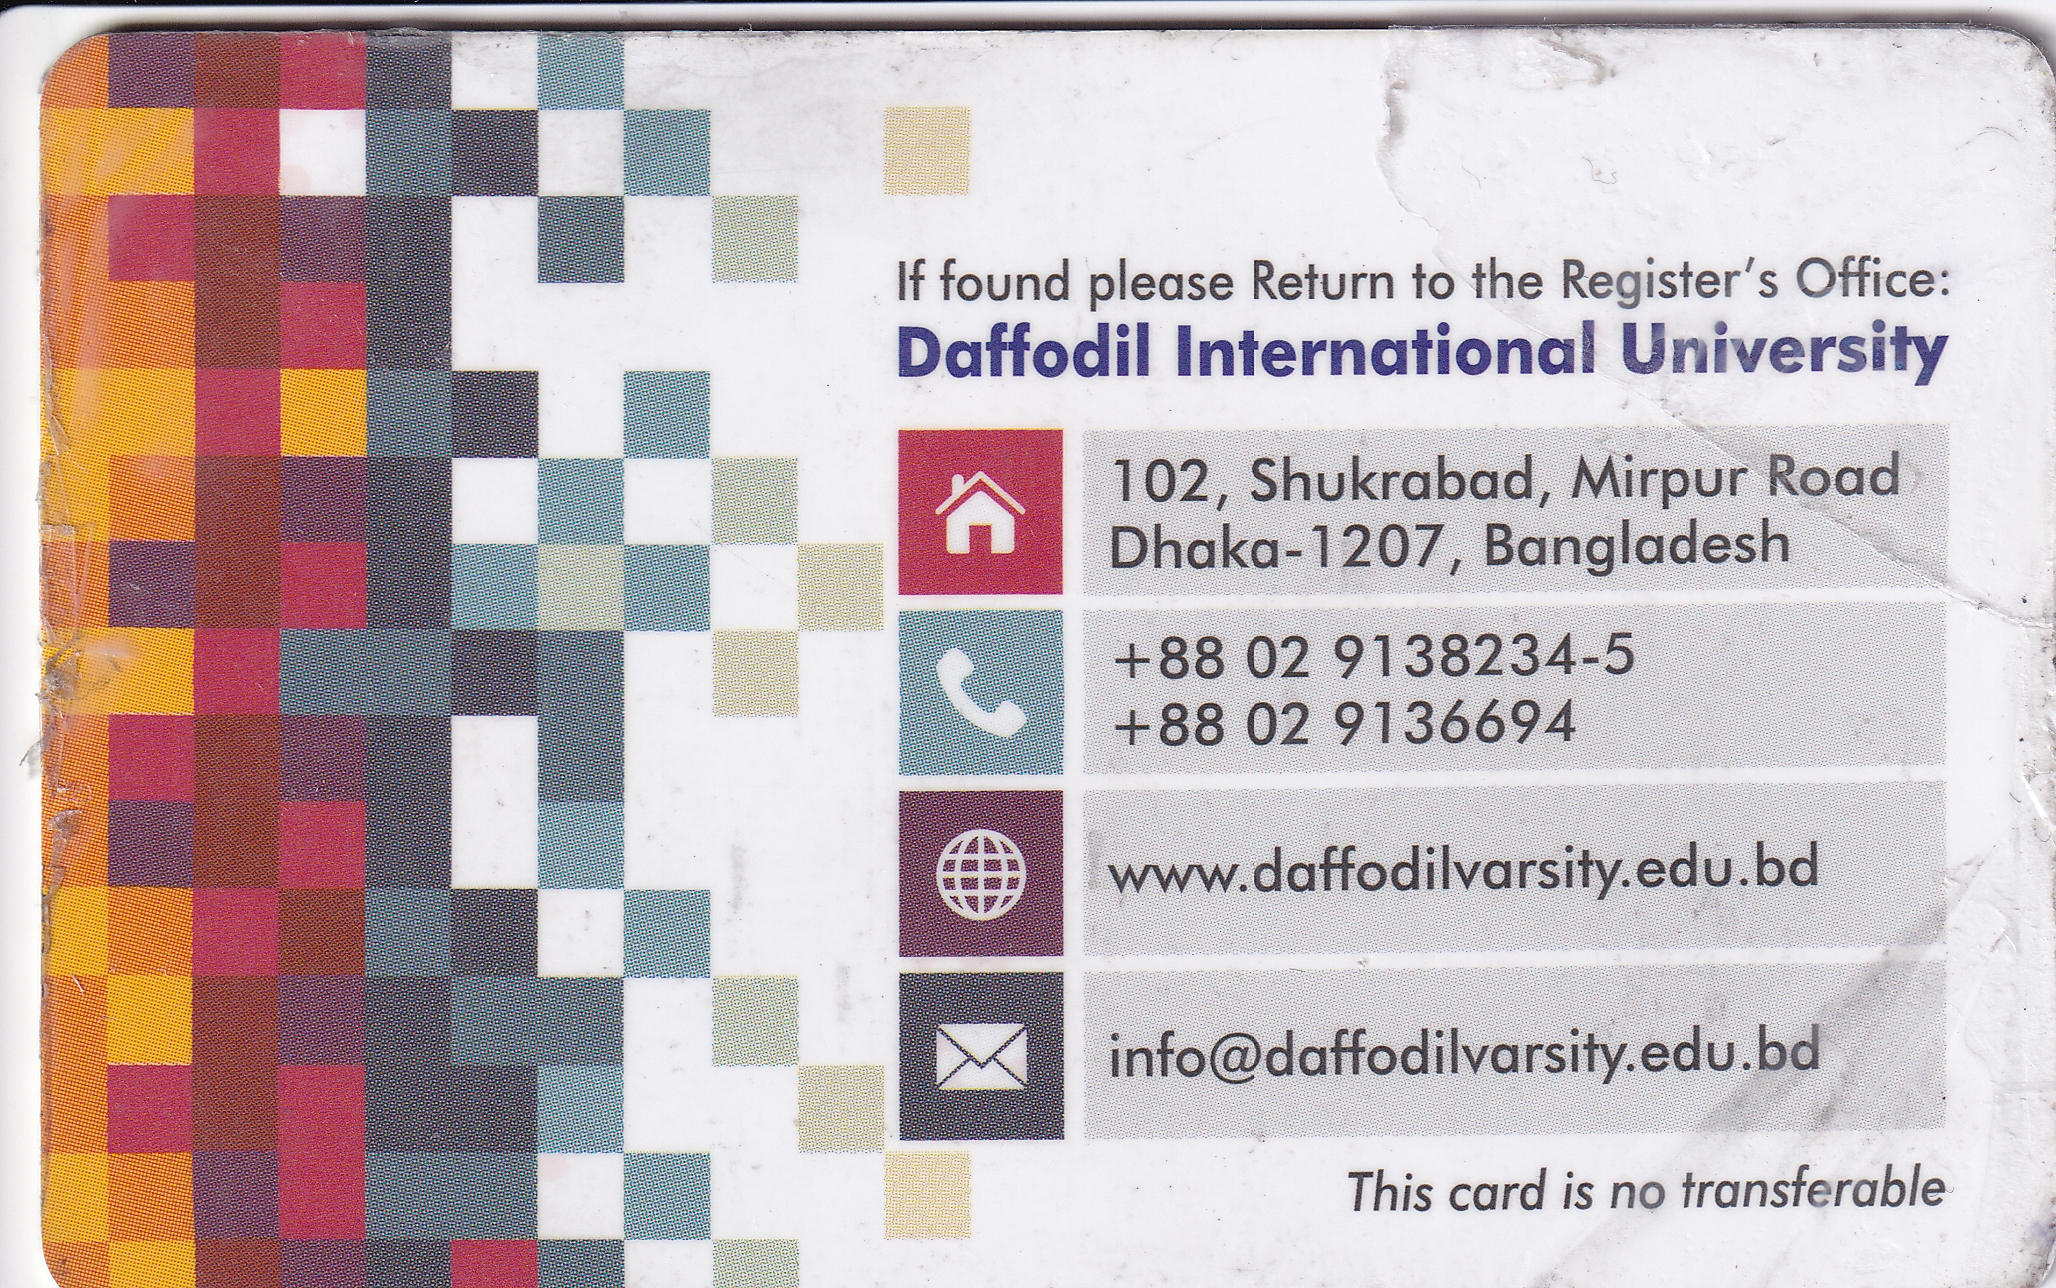 If found please Return to the Register's Office:
Daffodil International University
102, Shukrabad, Mirpur Road
Dhaka-1207, Bangladesh
+88 02 9138234-5
+88 02 9136694
www.daffodilvarsity.edu.bd
info@daffodilvarsity.edu.bd
This card is no transferable